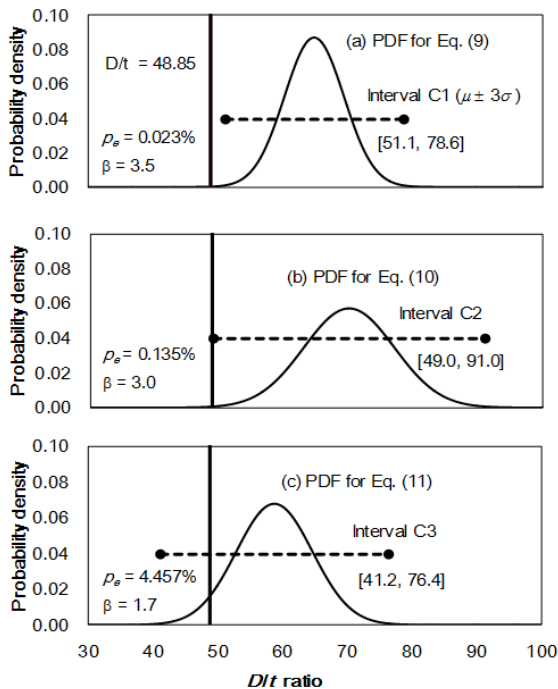 0.10
(a) PDF for Eq. (9)
0.08
D/t = 48.85
0.06
Interval C1 (μ ± 3σ)
0.04
[51.1, 78.6]
pe = 0.023%
0.02
β = 3.5
0.00
Probability density
0.10
(b) PDF for Eq. (10)
0.08
0.06
Interval C2
0.04
[49.0, 91.0]
pe = 0.135%
0.02
β = 3.0
0.00
Probability density
0.10
(c) PDF for Eq. (11)
0.08
0.06
Interval C3
0.04
[41.2, 76.4]
pe = 4.457%
0.02
β = 1.7
0.00
Probability density
30 40 50 60 70 80 90 100
D/t ratio